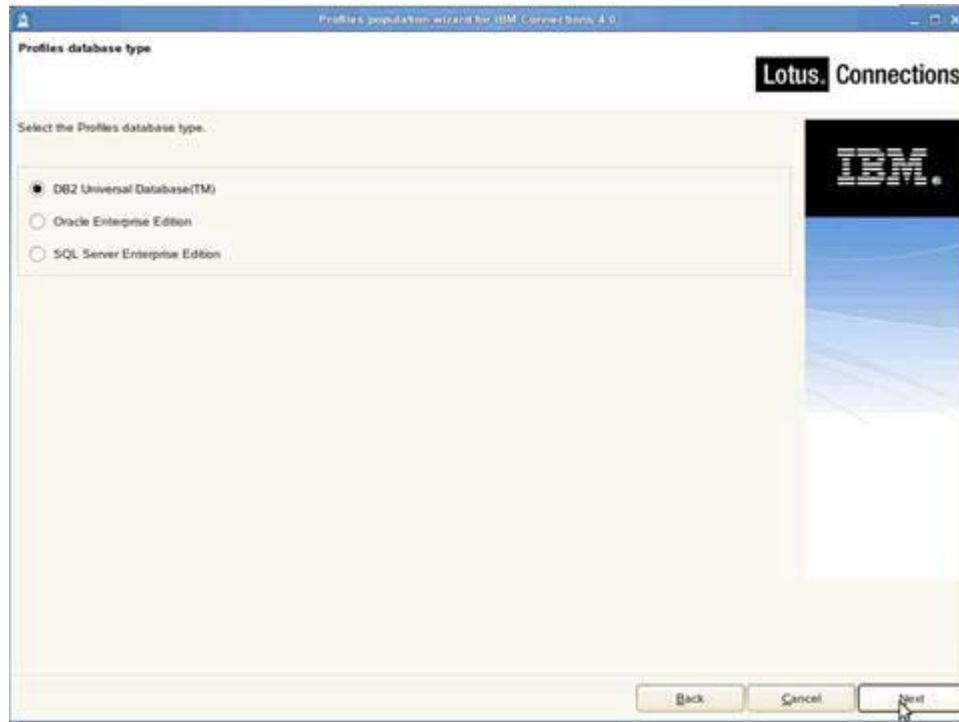 Profiles population wizard for IBM Connections 4.0
Profiles database type
Lotus. Connections
Select the Profiles database type.
IBM.
DB2 Universal Database(TM)
Oracle Enterprise Edition
SQL Server Enterprise Edition
Back
Cancel
Next